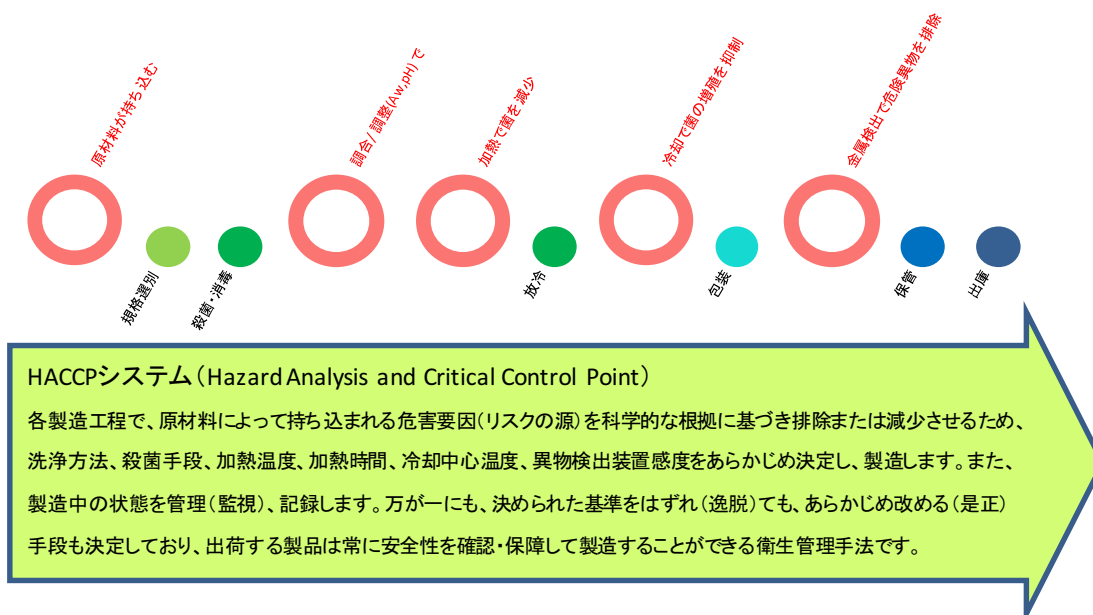 原材料が持ち込む
調合/調整(Aw,pH)で
加熱で菌を減少
冷却で菌の増殖を抑制
金属検出で危険異物を排除
規格選別
殺菌・消毒
放冷
包装
保管
出庫
HACCPシステム(Hazard Analysis and Critical Control Point)
各製造工程で、原材料によって持ち込まれる危害要因(リスクの源)を科学的な根拠に基づき排除または減少させるため、
洗浄方法、殺菌手段、加熱温度、加熱時間、冷却中心温度、異物検出装置感度をあらかじめ決定し、製造します。また、
製造中の状態を管理(監視)、記録します。万が一にも、決められた基準をはずれ(逸脱)ても、あらかじめ改める(是正)
手段も決定しており、出荷する製品は常に安全性を確認・保障して製造することができる衛生管理手法です。